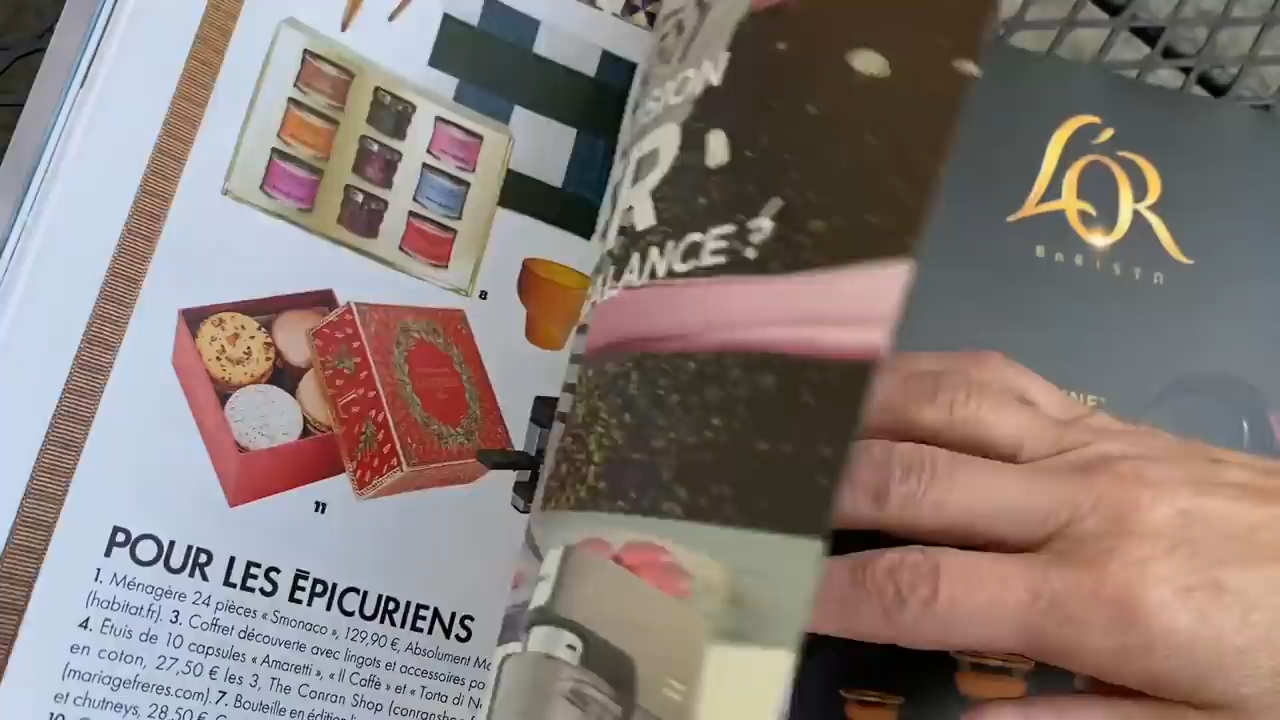 8
11
POUR LES ÉPICURIENS
1. Ménagère 24 pièces « Smonaco », 129,90 €, Absolument
(habitat.fr). 3. Coffret découverte avec lingots et accessoires
4. Etuis de 10 capsules « Amaretti », « Il Caffè » et « Torta di
en coton, 27,50 € les 3, The Conran Shop
(mariagefreres.com). 7. Bouteille en
et chutneys, 28,50 €
10.
LANCE ?
L'OR
BARISTA